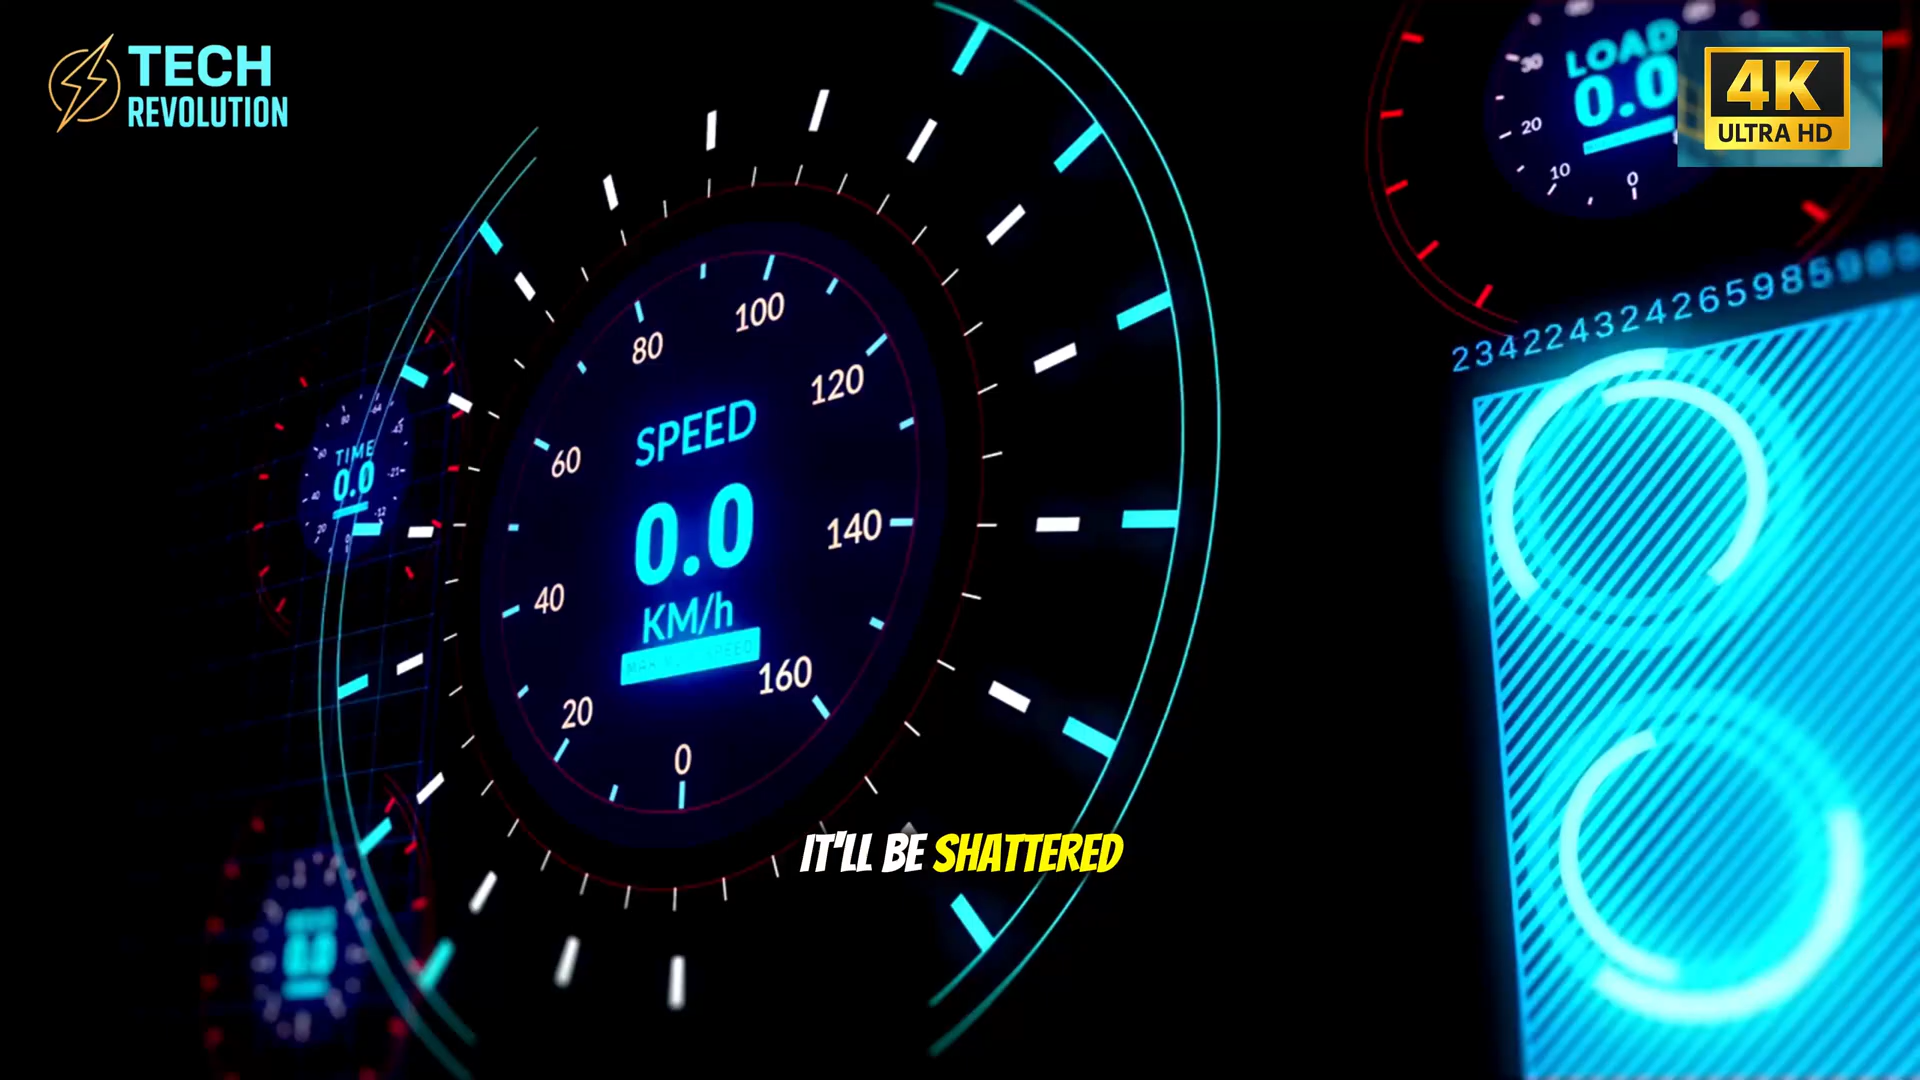 TECH
REVOLUTION
LOAD
0.0
30
20
10
0
4K
ULTRA HD
2342243242659859
100
80
120
SPEED
60
0.0
140
KM/h
40
160
20
0
TIME
0.0
IT'LL BE SHATTERED